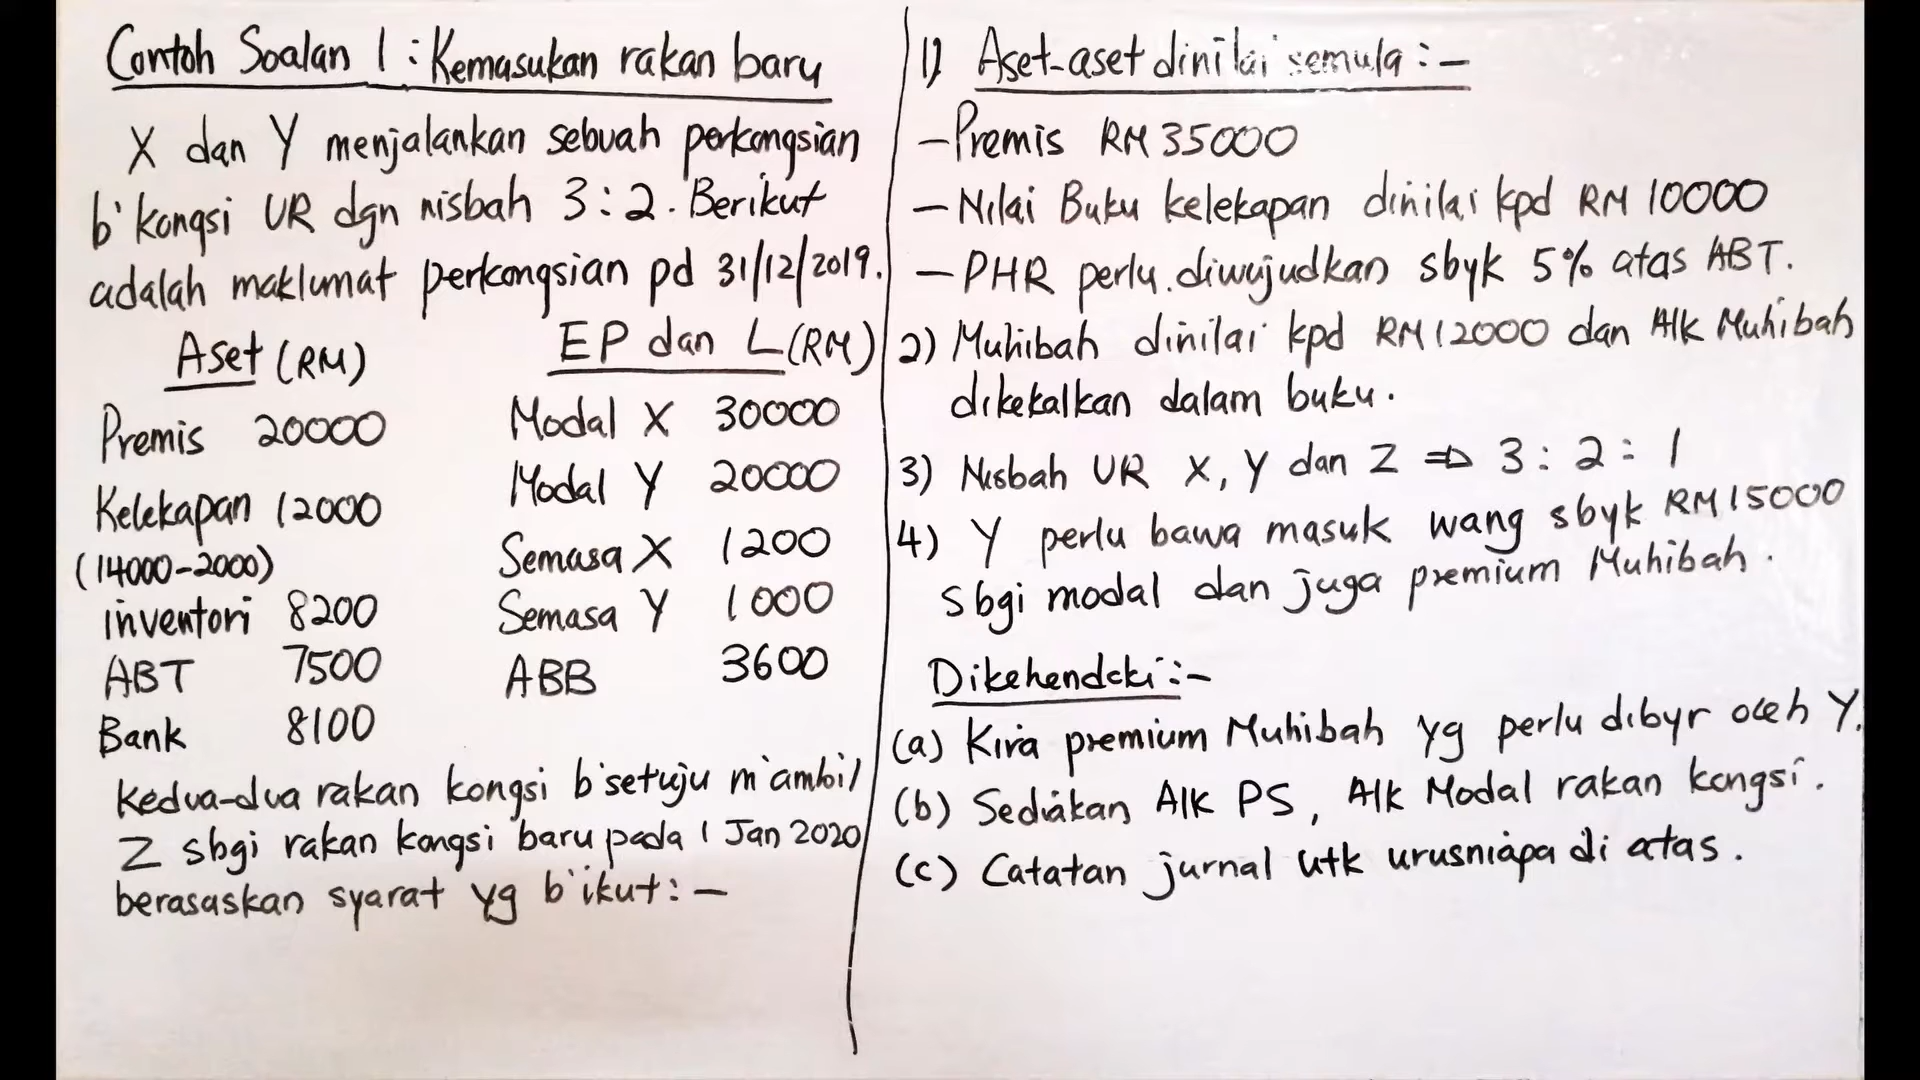 Contoh Soalan 1 : Kemasukan rakan baru
X dan Y menjalankan sebuah perkongsian
b'kongsi UR dgn nisbah 3:2. Berikut
adalah maklumat perkongsian pd 31/12/2019.
Aset (RM) EP dan L (RM)
Premis 20000 Modal X 30000
Kelekapan 12000 Modal Y 20000
(14000-2000) Semasa X 1200
inventori 8200 Semasa Y 1000
ABT 7500 ABB 3600
Bank 8100
Kedua-dua rakan kongsi b'setuju m'ambil
Z sbgi rakan kongsi baru pada 1 Jan 2020
berasaskan syarat yg b'ikut: -
1) Aset-aset dinilai semula : -
- Premis RM 35000
- Nilai Buku kelekapan dinilai kpd RM 10000
- PHR perlu diwujudkan sbyk 5% atas ABT.
2) Muhibah dinilai kpd RM 12000 dan Alk Muhibah
dikekalkan dalam buku.
3) Nisbah UR X, Y dan Z ⇒ 3 : 2 : 1
4) Y perlu bawa masuk wang sbyk RM 15000
sbgi modal dan juga premium Muhibah.
Dikehendeki :-
(a) Kira premium Muhibah yg perlu dibyr oleh Y.
(b) Sediakan Alk PS, Alk Modal rakan kongsi.
(c) Catatan jurnal utk urusniapa di atas.